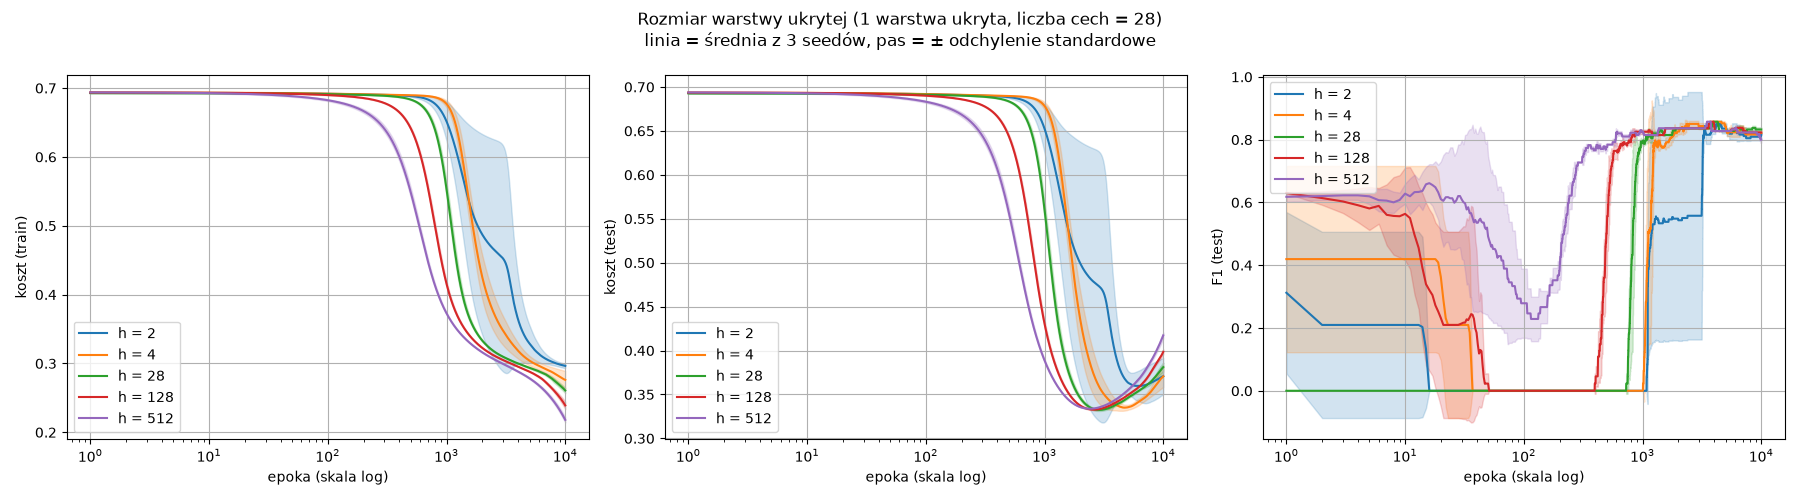 Rozmiar warstwy ukrytej (1 warstwa ukryta, liczba cech = 28)
linia = średnia z 3 seedów, pas = ± odchylenie standardowe
koszt (train)
0.7
0.6
0.5
0.4
0.3
0.2
h = 2
h = 4
h = 28
h = 128
h = 512
10⁰
10¹
10²
10³
10⁴
epoka (skala log)
koszt (test)
0.70
0.65
0.60
0.55
0.50
0.45
0.40
0.35
0.30
h = 2
h = 4
h = 28
h = 128
h = 512
10⁰
10¹
10²
10³
10⁴
epoka (skala log)
F1 (test)
1.0
0.8
0.6
0.4
0.2
0.0
h = 2
h = 4
h = 28
h = 128
h = 512
10⁰
10¹
10²
10³
10⁴
epoka (skala log)